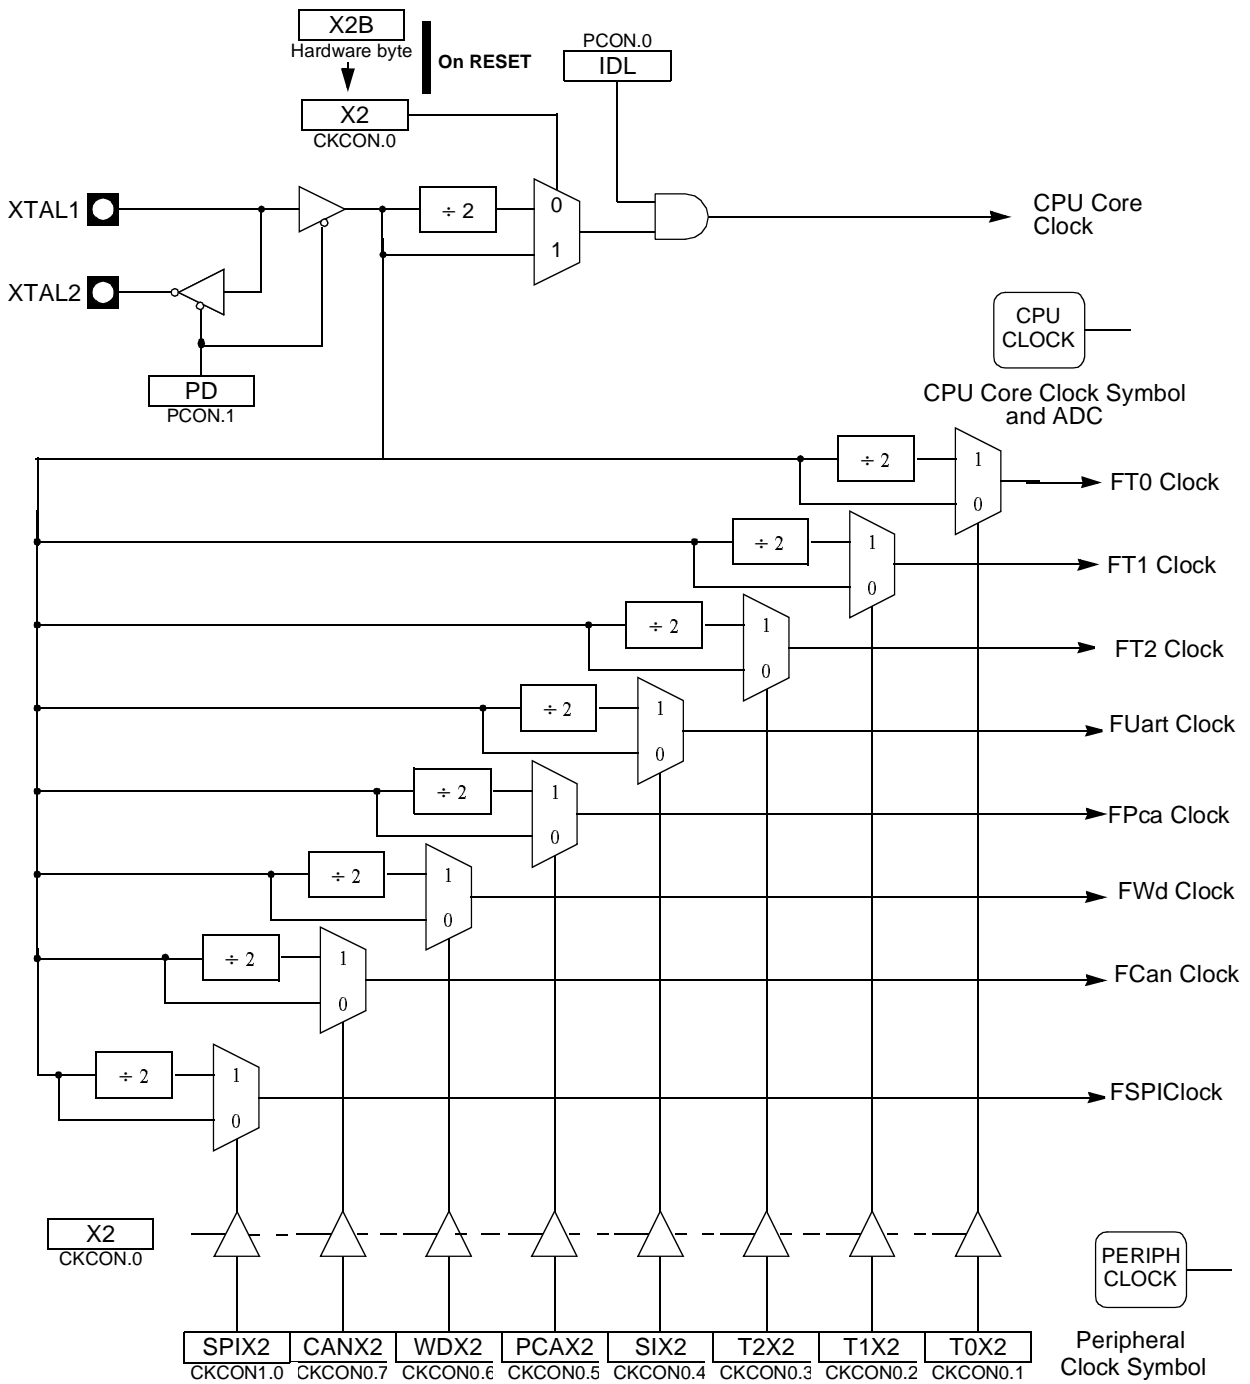 X2B
Hardware byte
On RESET
PCON.0
IDL
X2
CKCON.0
XTAL1
÷ 2
0
1
CPU Core
Clock
XTAL2
CPU
CLOCK
PD
PCON.1
CPU Core Clock Symbol
and ADC
÷ 2
1
0
FT0 Clock
÷ 2
1
0
FT1 Clock
÷ 2
1
0
FT2 Clock
÷ 2
1
0
FUart Clock
÷ 2
1
0
FPca Clock
÷ 2
1
0
FWd Clock
÷ 2
1
0
FCan Clock
÷ 2
1
0
FSPIClock
X2
CKCON.0
PERIPH
CLOCK
SPIX2 CANX2 WDX2 PCAX2 SIX2 T2X2 T1X2 T0X2
CKCON1.0 CKCON0.7 CKCON0.6 CKCON0.5 CKCON0.4 CKCON0.3 CKCON0.2 CKCON0.1
Peripheral
Clock Symbol